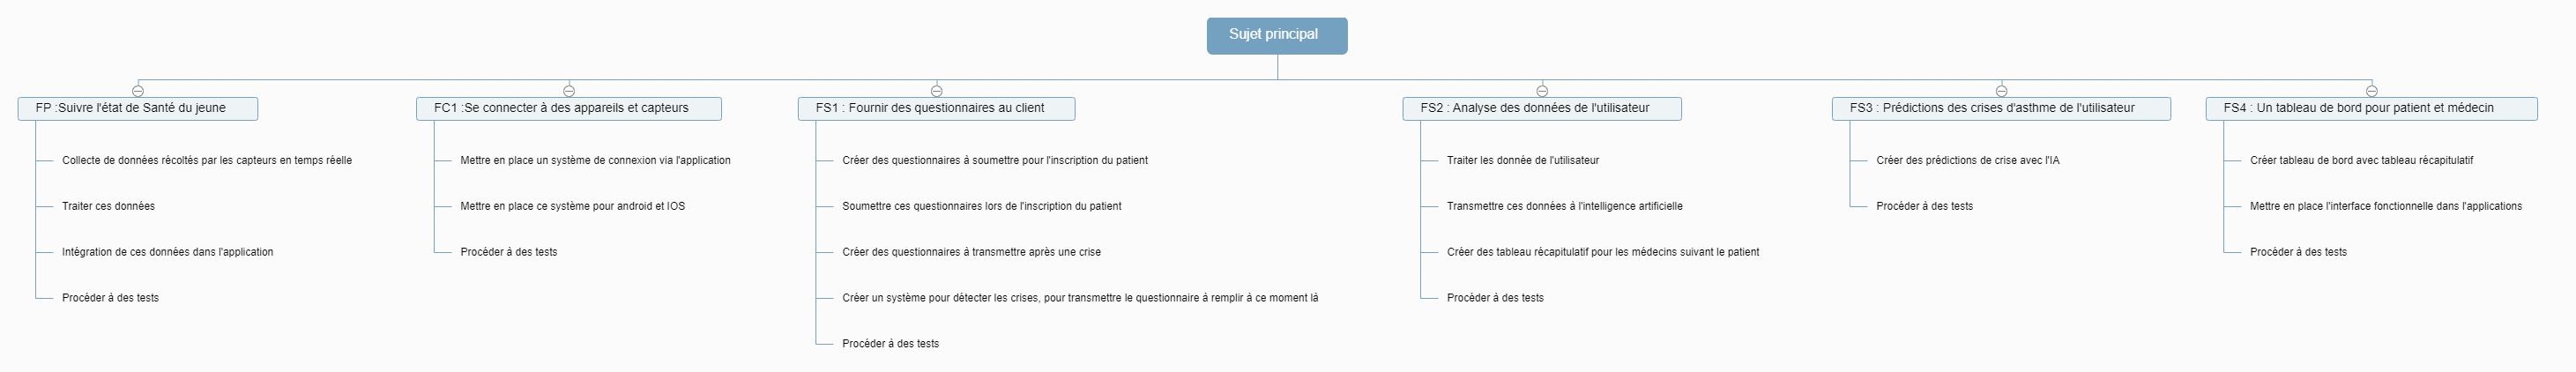 Sujet principal
FP :Suivre l'état de Santé du jeune
Collecte de données récoltés par les capteurs en temps réelle
Traiter ces données
Intégration de ces données dans l'application
Procéder à des tests
FC1 :Se connecter à des appareils et capteurs
Mettre en place un système de connexion via l'application
Mettre en place ce système pour android et IOS
Procéder à des tests
FS1 : Fournir des questionnaires au client
Créer des questionnaires à soumettre pour l'inscription du patient
Soumettre ces questionnaires lors de l'inscription du patient
Créer des questionnaires à transmettre après une crise
Créer un système pour détecter les crises, pour transmettre le questionnaire à remplir à ce moment là
Procéder à des tests
FS2 : Analyse des données de l'utilisateur
Traiter les donnée de l'utilisateur
Transmettre ces données à l'intelligence artificielle
Créer des tableau récapitulatif pour les médecins suivant le patient
Procéder à des tests
FS3 : Prédictions des crises d'asthme de l'utilisateur
Créer des prédictions de crise avec l'IA
Procéder à des tests
FS4 : Un tableau de bord pour patient et médecin
Créer tableau de bord avec tableau récapitulatif
Mettre en place l'interface fonctionnelle dans l'applications
Procéder à des tests